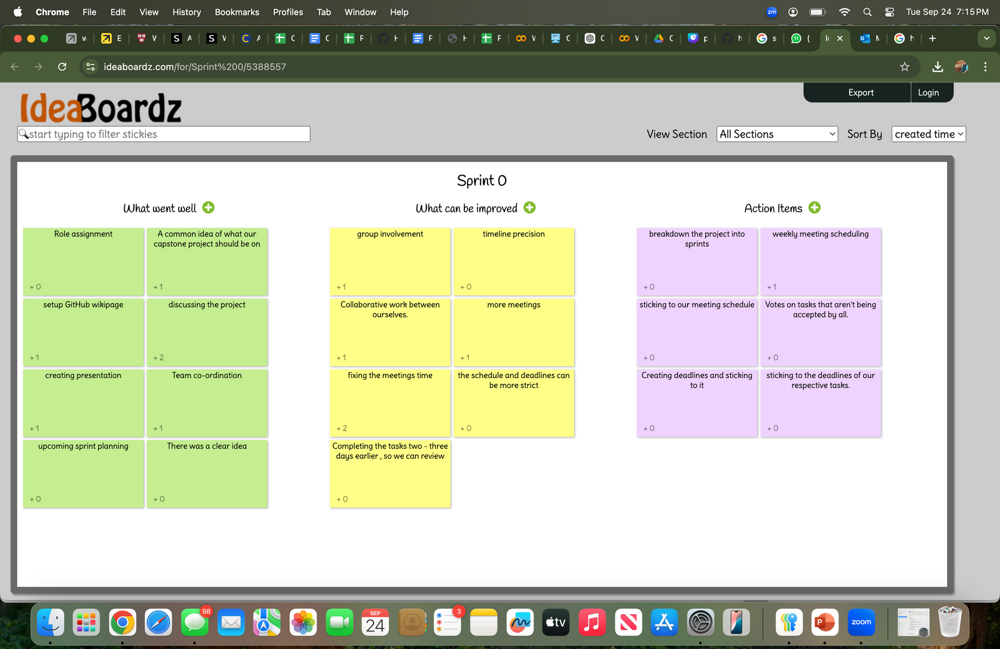 Chrome File Edit View History Bookmarks Profiles Tab Window Help
zm
Tue Sep 24 7:15 PM
ideaboardz.com/for/Sprint%200/5388557
IdeaBoardz
Export
Login
start typing to filter stickies
View Section
All Sections
Sort By
created time
Sprint 0
What went well
Role assignment
+ 0
A common idea of what our
capstone project should be on
+ 1
setup GitHub wikipage
+ 1
discussing the project
+ 2
creating presentation
+ 1
Team co-ordination
+ 1
upcoming sprint planning
+ 0
There was a clear idea
+ 0
What can be improved
group involvement
+ 1
timeline precision
+ 0
Collaborative work between
ourselves.
+ 1
more meetings
+ 1
fixing the meetings time
+ 2
the schedule and deadlines can
be more strict
+ 0
Completing the tasks two - three
days earlier , so we can review
+ 0
Action Items
breakdown the project into
sprints
+ 0
weekly meeting scheduling
+ 1
sticking to our meeting schedule
+ 0
Votes on tasks that aren't being
accepted by all.
+ 0
Creating deadlines and sticking
to it
+ 0
sticking to the deadlines of our
respective tasks.
+ 0
98
SEP
24
3
tv
zoom